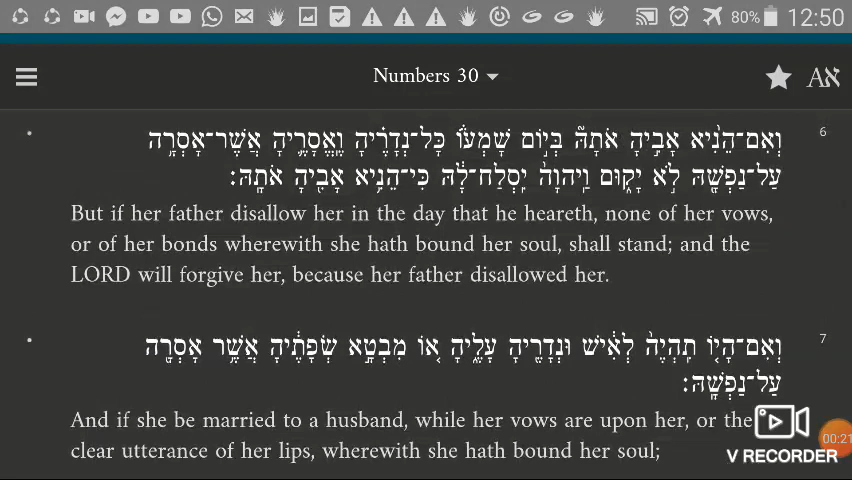 80% 12:50
Numbers 30
אℵA
6
וְאִם־הֵנִ֨יא אָבִ֣יהָ אֹתָהּ֮ בְּי֣וֹם שָׁמְעוֹ֒ כׇּל־נְדָרֶ֗יהָ וֶֽאֱסָרֶ֛יהָ אֲשֶׁר־אָסְרָ֥ה
עַל־נַפְשָׁ֖הּ לֹ֣א יָק֑וּם וַֽיהוָה֙ יִֽסְלַח־לָ֔הּ כִּי־הֵנִ֥יא אָבִ֖יהָ אֹתָֽהּ׃
But if her father disallow her in the day that he heareth, none of her vows,
or of her bonds wherewith she hath bound her soul, shall stand; and the
LORD will forgive her, because her father disallowed her.
7
וְאִם־הָי֤וֹ תִֽהְיֶה֙ לְאִ֔ישׁ וּנְדָרֶ֖יהָ עָלֶ֑יהָ א֚וֹ מִבְטָ֣א שְׂפָתֶ֔יהָ אֲשֶׁ֥ר אָסְרָ֖ה
עַל־נַפְשָֽׁהּ׃
And if she be married to a husband, while her vows are upon her, or the
clear utterance of her lips, wherewith she hath bound her soul;
V RECORDER
00:21